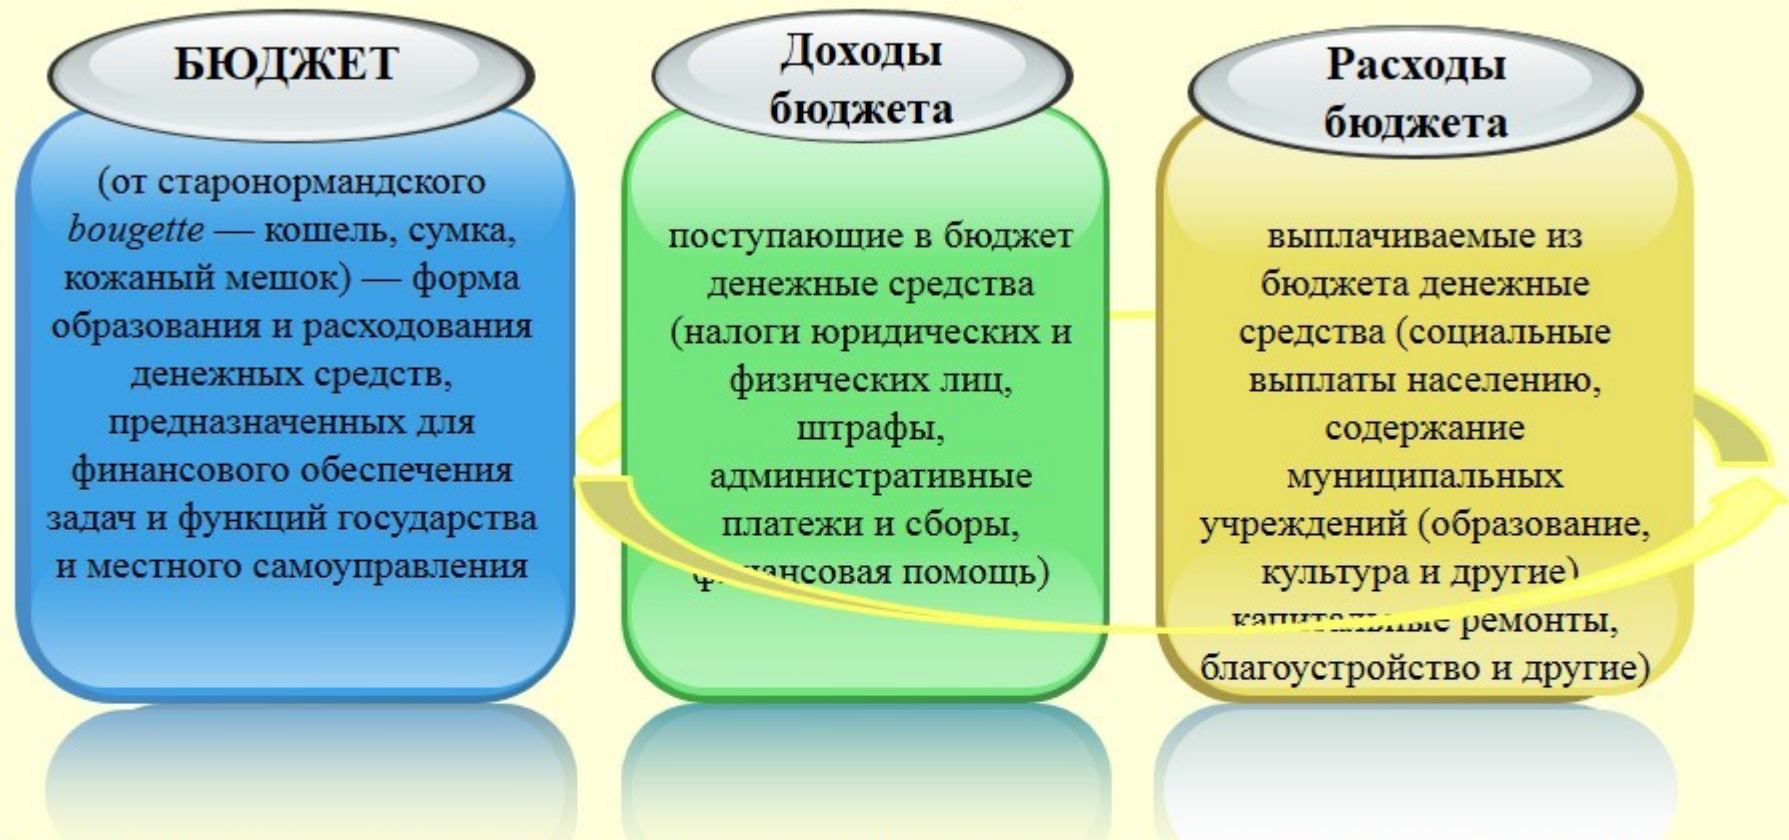 БЮДЖЕТ
(от старонормандского
bougette — кошель, сумка,
кожаный мешок) — форма
образования и расходования
денежных средств,
предназначенных для
финансового обеспечения
задач и функций государства
и местного самоуправления
Доходы
бюджета
поступающие в бюджет
денежные средства
(налоги юридических и
физических лиц,
штрафы,
административные
платежи и сборы,
финансовая помощь)
Расходы
бюджета
выплачиваемые из
бюджета денежные
средства (социальные
выплаты населению,
содержание
муниципальных
учреждений (образование,
культура и другие)
капитальные ремонты,
благоустройство и другие)